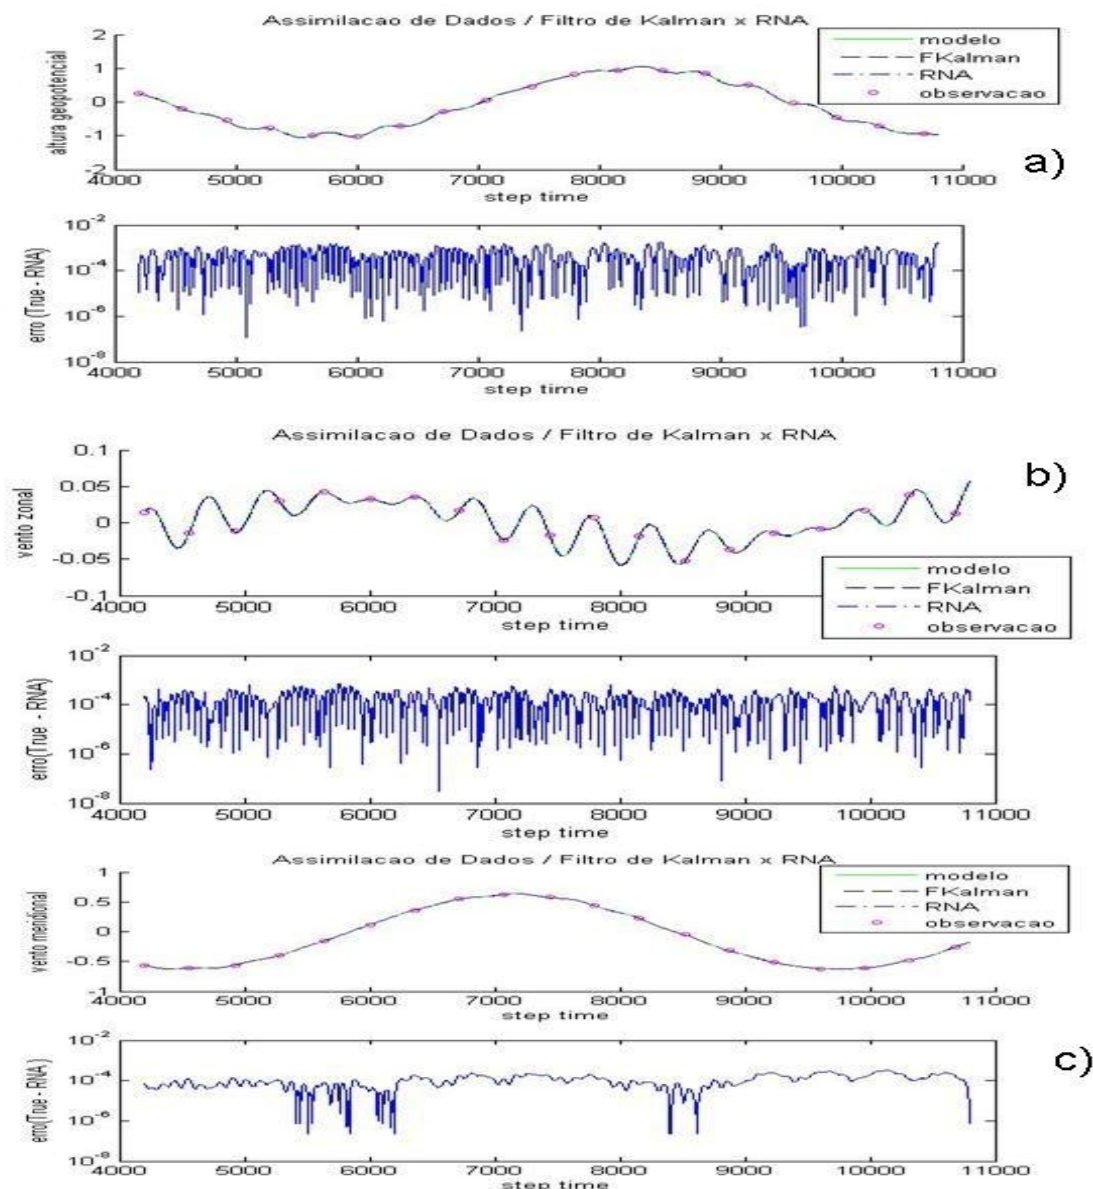 Assimilacao de Dados / Filtro de Kalman x RNA
2
1
0
-1
-2
altura geopotencial
4000 5000 6000 7000 8000 9000 10000 11000
step time
modelo
FKalman
RNA
observacao
a)
10-2
10-4
10-6
10-8
erro (True - RNA)
4000 5000 6000 7000 8000 9000 10000 11000
step time
Assimilacao de Dados / Filtro de Kalman x RNA
0.1
0.05
0
-0.05
-0.1
vento zonal
4000 5000 6000 7000 8000 9000
step time
modelo
FKalman
RNA
observacao
b)
10-2
10-4
10-6
10-8
erro(True - RNA)
4000 5000 6000 7000 8000 9000 10000 11000
step time
Assimilacao de Dados / Filtro de Kalman x RNA
1
0.5
0
-0.5
-1
vento meridional
4000 5000 6000 7000 8000 9000 10000 11000
step time
modelo
FKalman
RNA
observacao
10-2
10-4
10-6
10-8
erro(True - RNA)
4000 5000 6000 7000 8000 9000 10000 11000
step time
c)